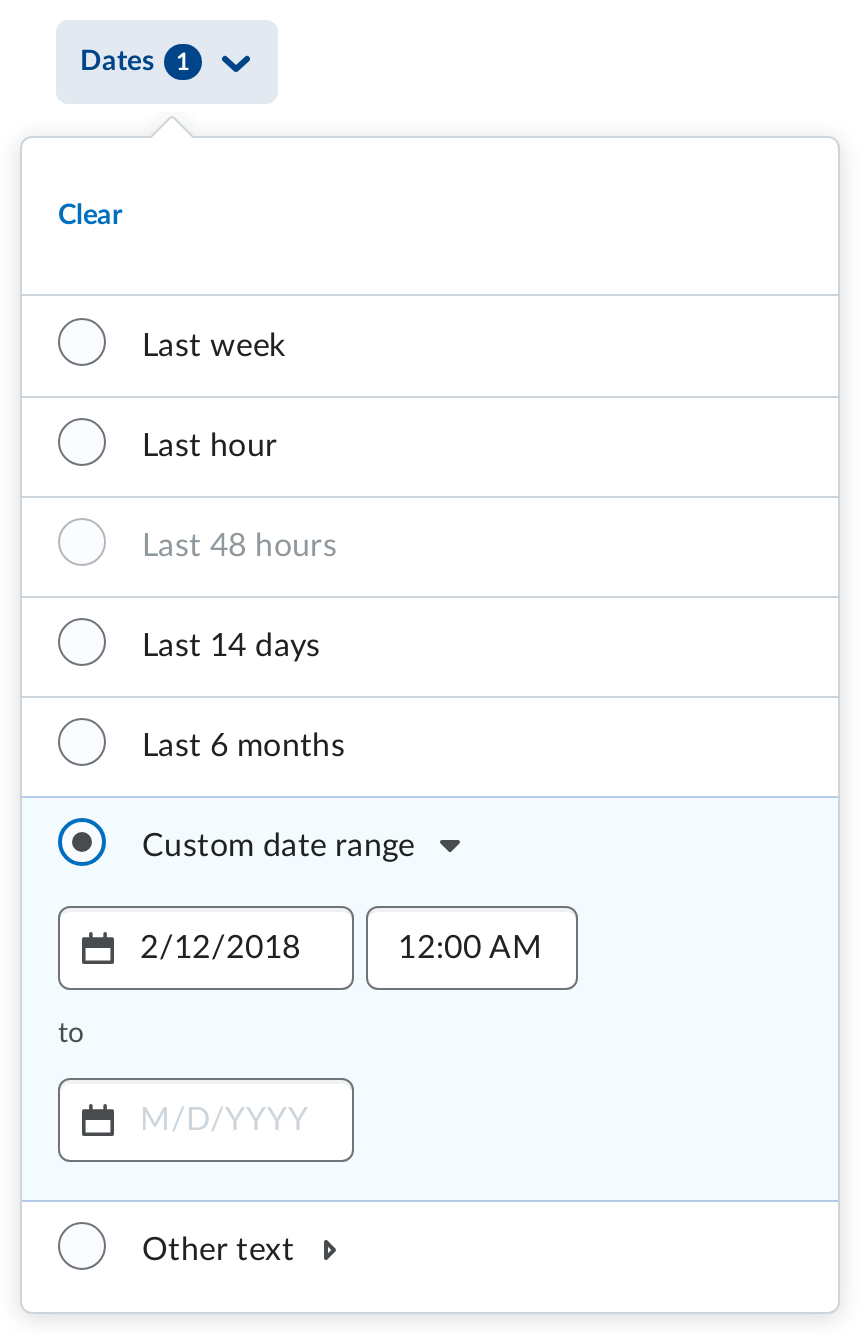 Dates 1
Clear
Last week
Last hour
Last 48 hours
Last 14 days
Last 6 months
Custom date range
2/12/2018 12:00 AM
to
M/D/YYYY
Other text